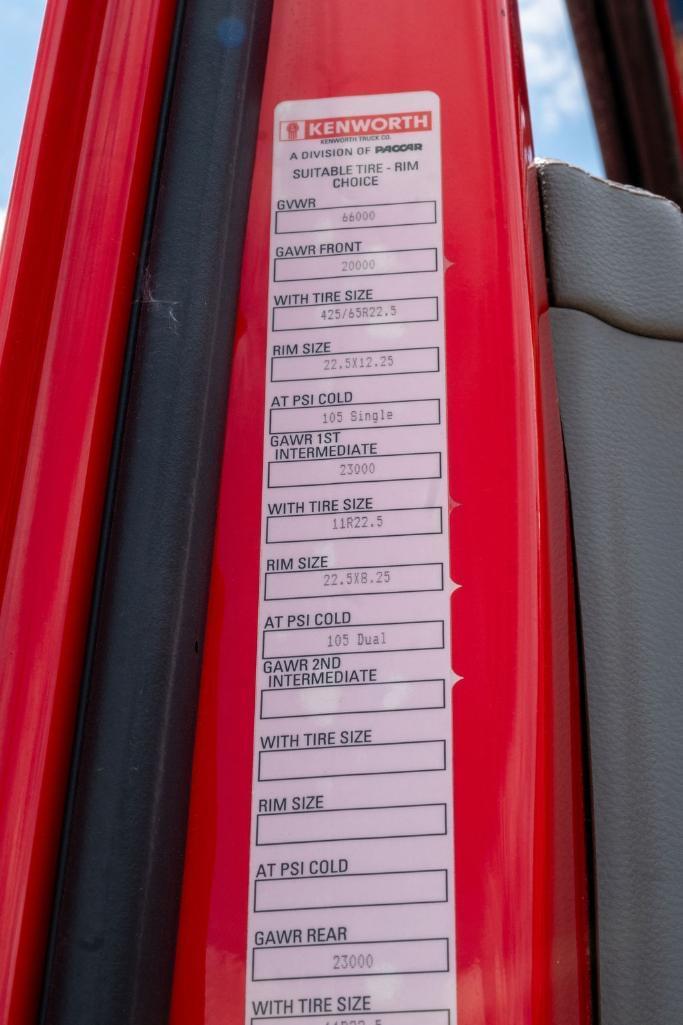 KENWORTH
KENWORTH TRUCK CO.
A DIVISION OF PACCAR
SUITABLE TIRE - RIM
CHOICE
GVWR
66000
GAWR FRONT
20000
WITH TIRE SIZE
425/65R22.5
RIM SIZE
22.5X12.25
AT PSI COLD
105 Single
GAWR 1ST
INTERMEDIATE
23000
WITH TIRE SIZE
11R22.5
RIM SIZE
22.5X8.25
AT PSI COLD
105 Dual
GAWR 2ND
INTERMEDIATE
WITH TIRE SIZE
RIM SIZE
AT PSI COLD
GAWR REAR
23000
WITH TIRE SIZE